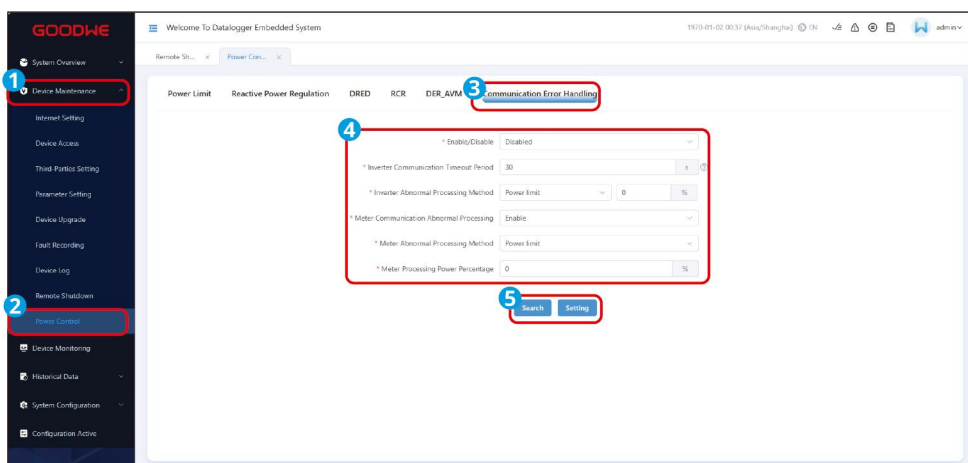 GOODWE
Welcome To Datalogger Embedded System
1970-01-02 00:37 (Asia/Shanghai) EN
admin
Remote Sh... ×
Power Con... ×
System Overview
1
Device Maintenance
Internet Setting
Device Access
Third-Parties Setting
Parameter Setting
Device Upgrade
Fault Recording
Device Log
Remote Shutdown
2
Power Control
Device Monitoring
Historical Data
System Configuration
Configuration Active
Power Limit Reactive Power Regulation DRED RCR DER_AVM
3
Communication Error Handling
4
* Enable/Disable Disabled
* Inverter Communication Timeout Period 30 s
* Inverter Abnormal Processing Method Power limit 0 %
* Meter Communication Abnormal Processing Enable
* Meter Abnormal Processing Method Power limit
* Meter Processing Power Percentage 0 %
5
Search Setting